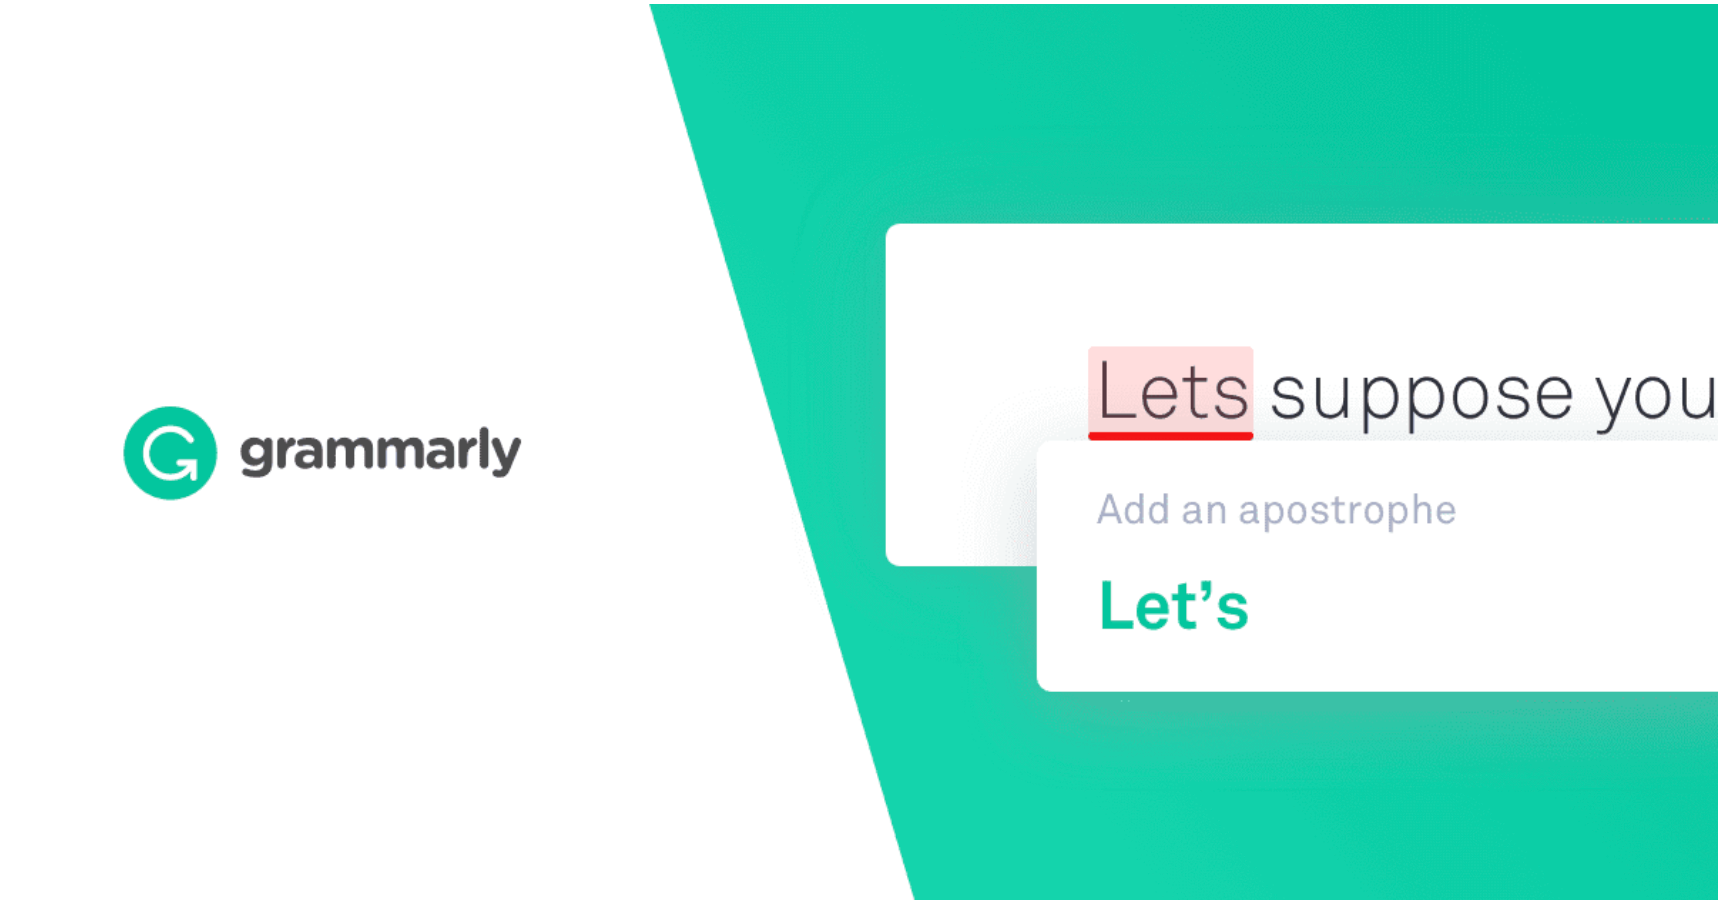 grammarly
Lets suppose you
Add an apostrophe
Let’s